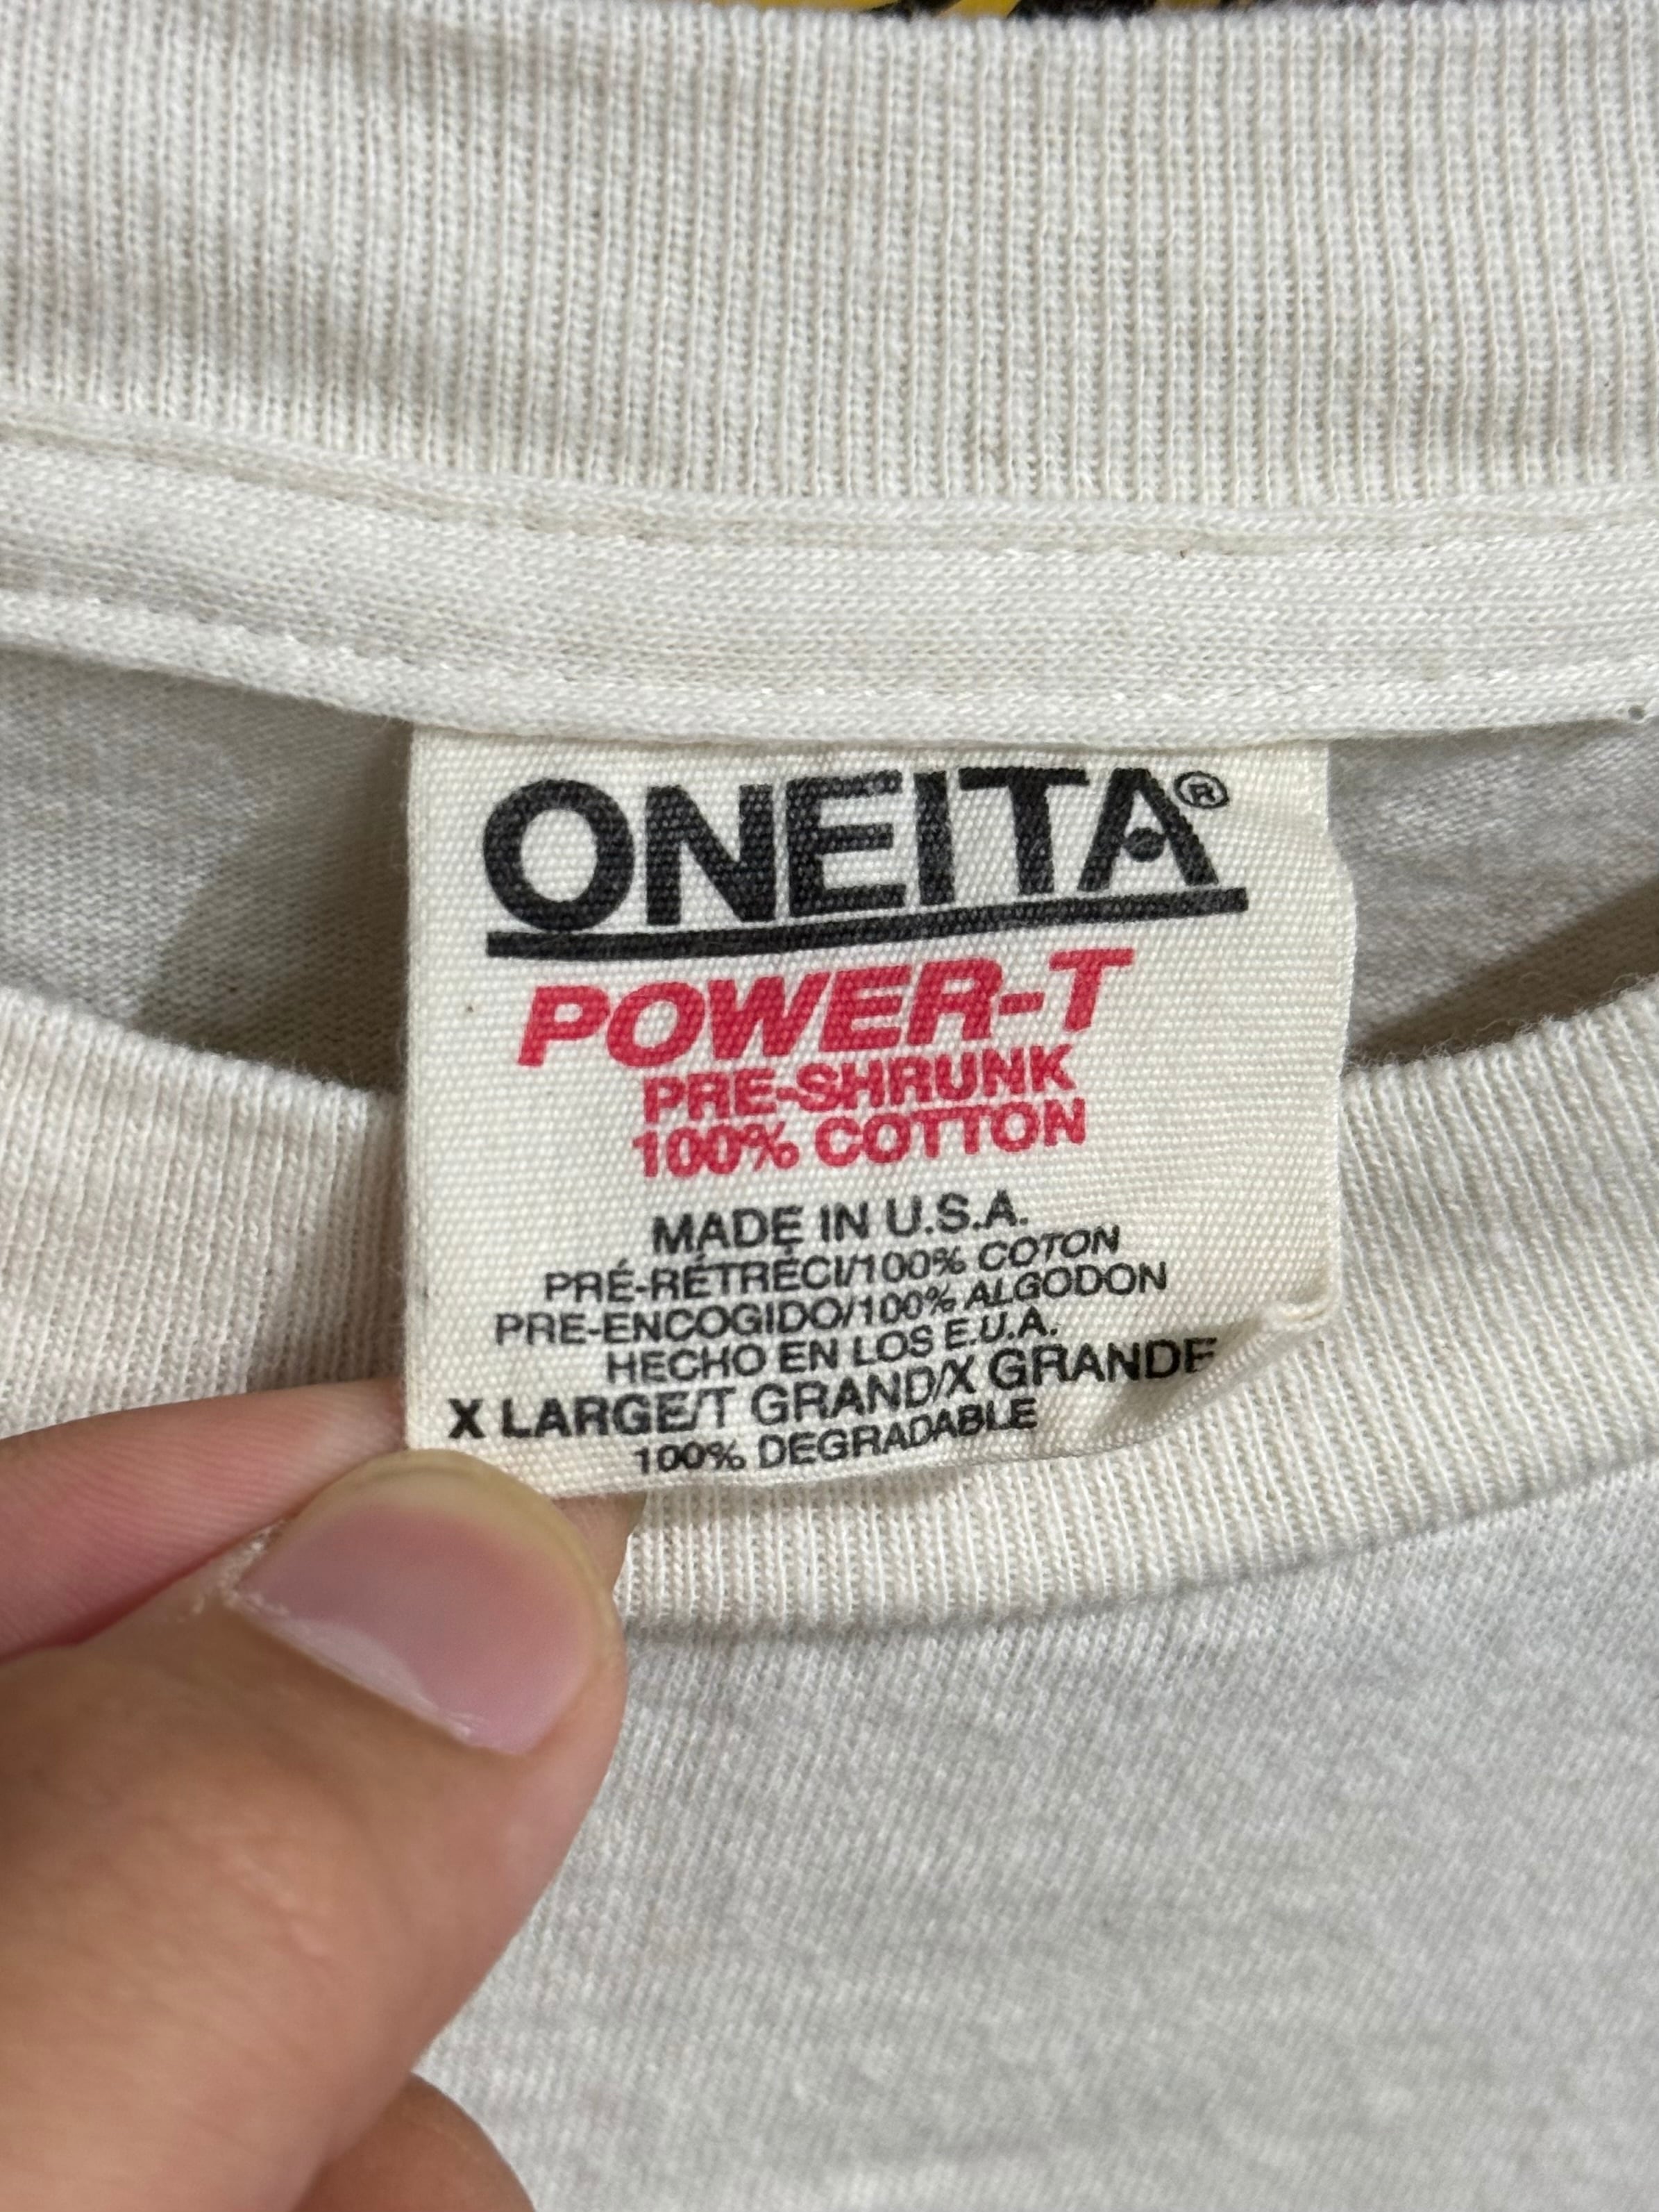 ONEITA®
POWER-T
PRE-SHRUNK
100% COTTON
MADE IN U.S.A.
PRÉ-RÉTRÉCI/100% COTON
PRE-ENCOGIDO/100% ALGODON
HECHO EN LOS E.U.A.
X LARGE/T GRAND/X GRANDE
100% DEGRADABLE